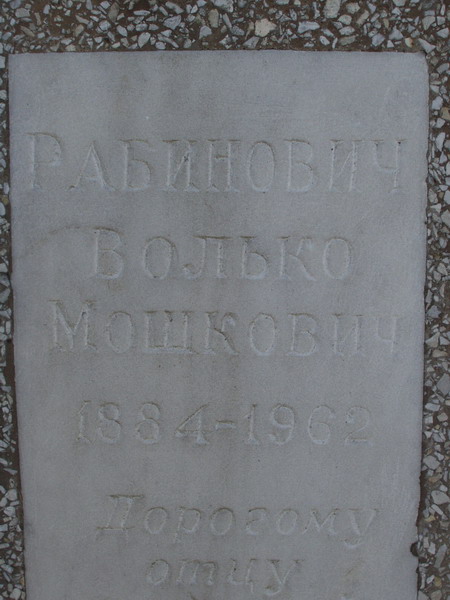 Рабинович
Волько
Мошкович
1884-1962
Дорогому
отцу